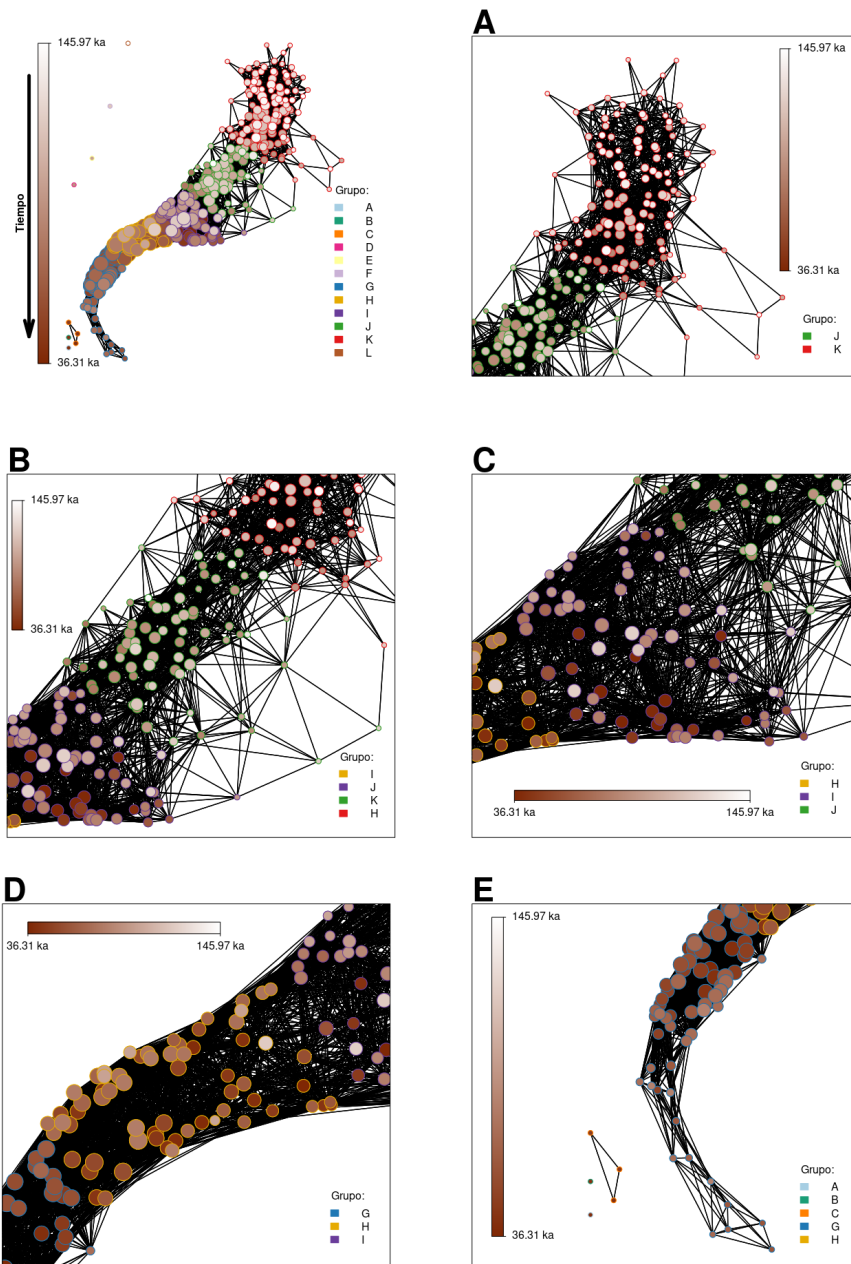 145.97 ka
Tiempo
36.31 ka
Grupo:
A
B
C
D
E
F
G
H
I
J
K
L
A
145.97 ka
36.31 ka
Grupo:
J
K
B
145.97 ka
36.31 ka
Grupo:
I
J
K
H
C
36.31 ka
145.97 ka
Grupo:
H
I
J
D
36.31 ka
145.97 ka
Grupo:
G
H
I
E
145.97 ka
36.31 ka
Grupo:
A
B
C
G
H